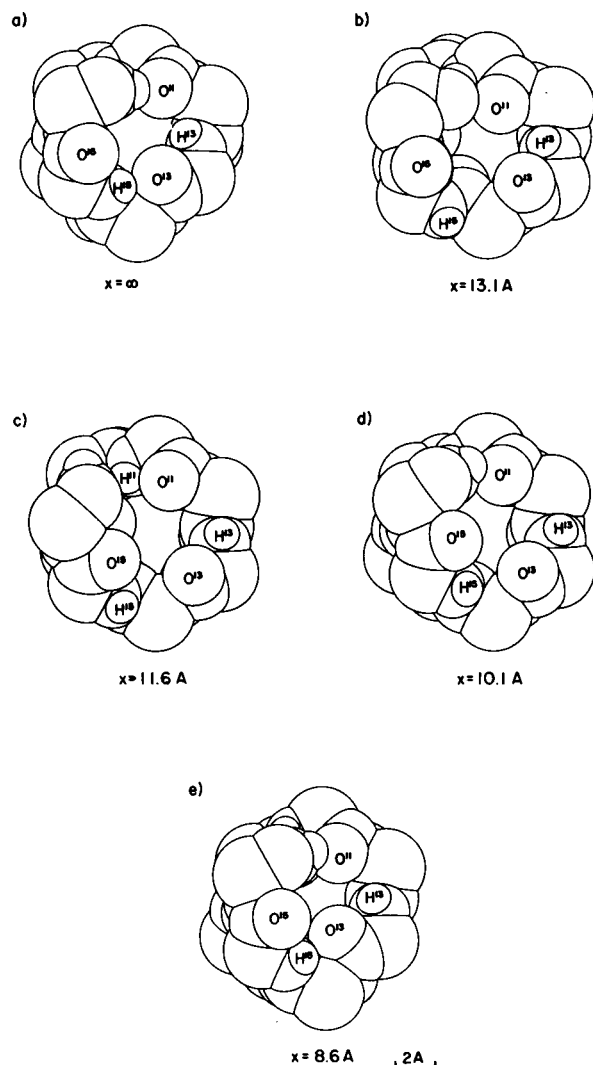 a)
O¹¹
H¹³
O¹⁵
O¹³
H¹⁵
x = ∞
b)
O¹¹
H¹³
O¹⁵
O¹³
H¹⁵
x = 13.1 A
c)
H¹¹
O¹¹
H¹³
O¹⁵
O¹³
H¹⁵
x = 11.6 A
d)
O¹¹
H¹³
O¹⁵
O¹³
H¹⁵
x = 10.1 A
e)
O¹¹
H¹³
O¹⁵
O¹³
H¹⁵
x = 8.6 A
2A